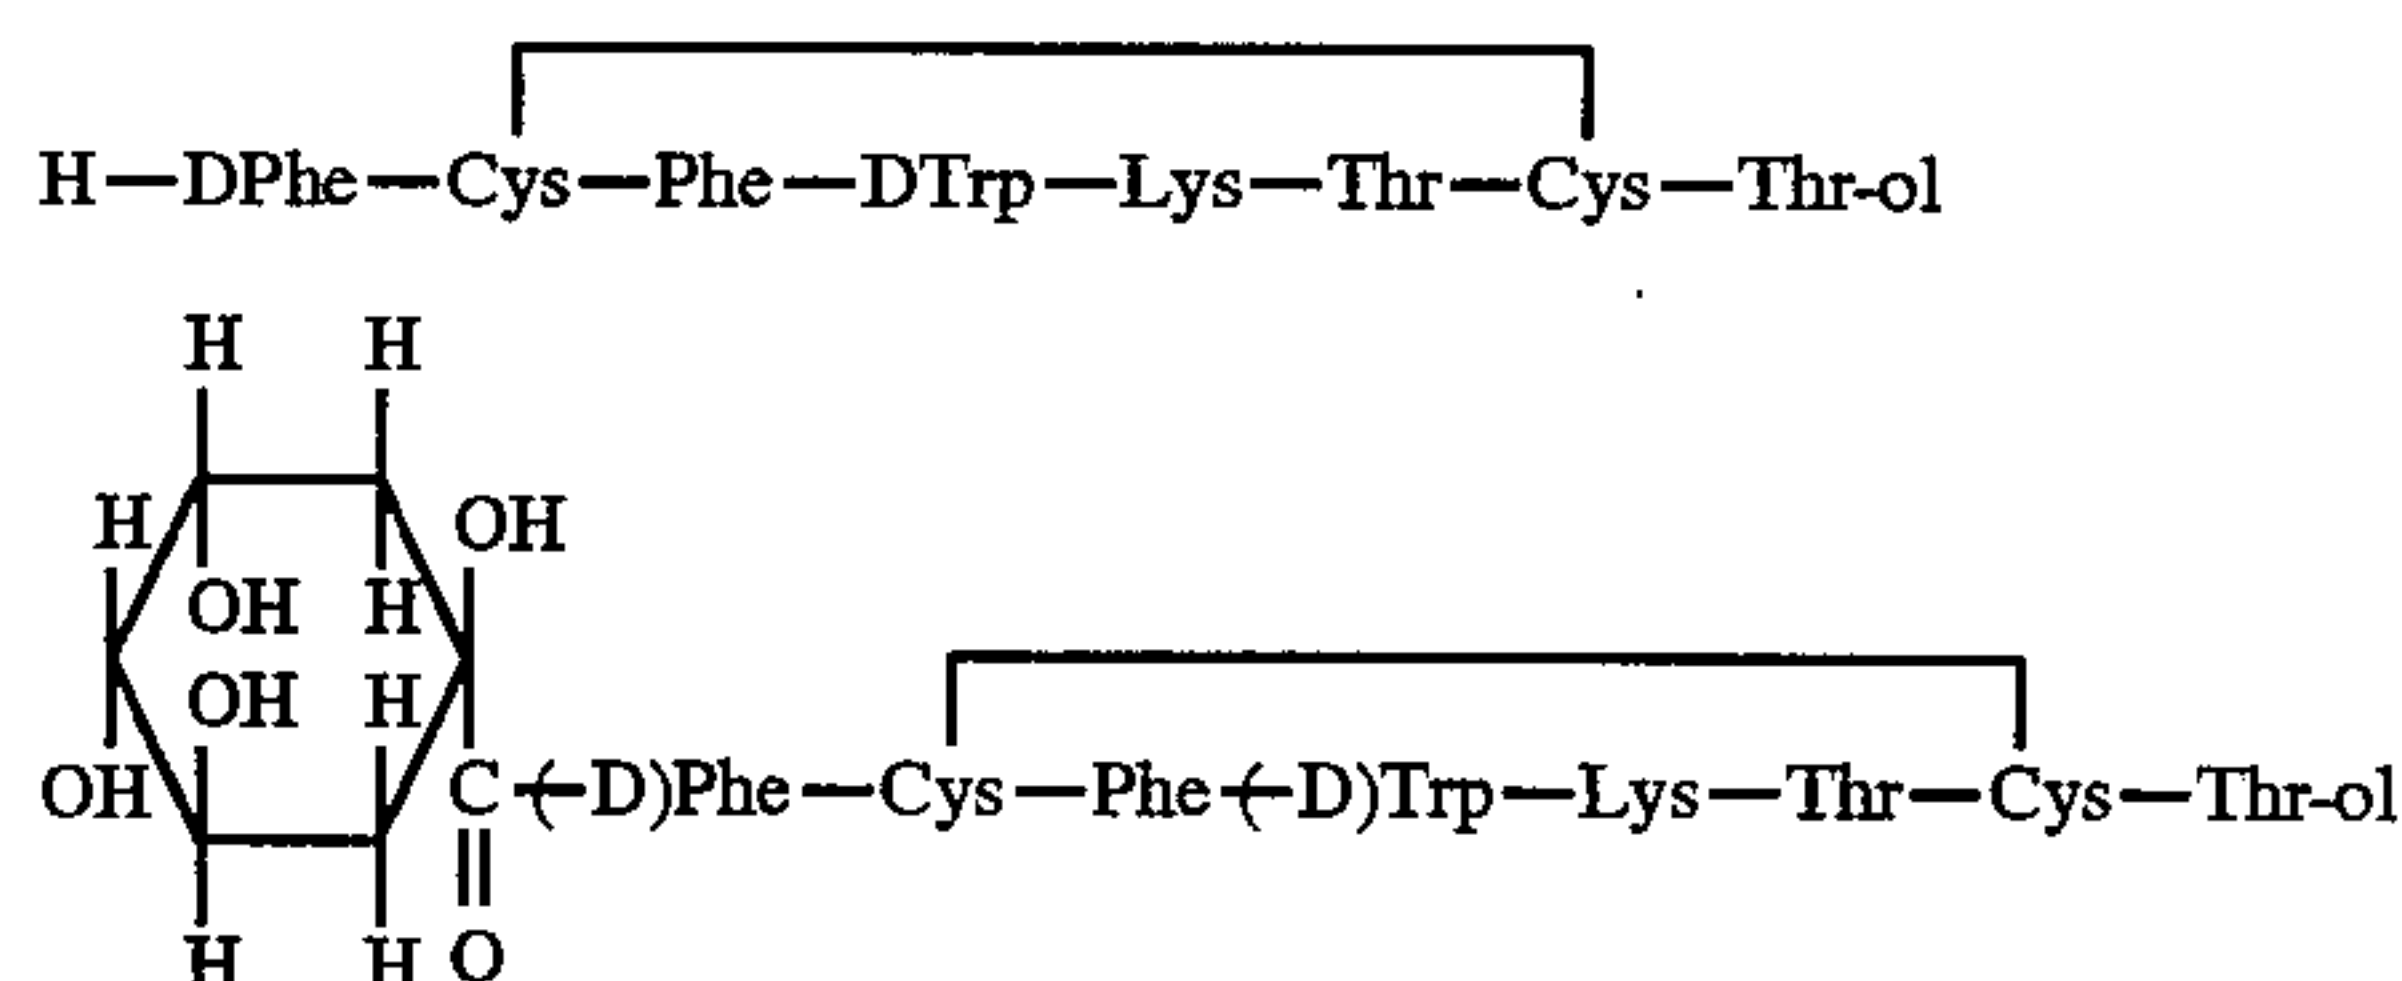 H—DPhe—Cys—Phe—DTrp—Lys—Thr—Cys—Thr-ol
H H
H OH
OH H
OH H
OH C(—D)Phe—Cys—Phe(—D)Trp—Lys—Thr—Cys—Thr-ol
H H O